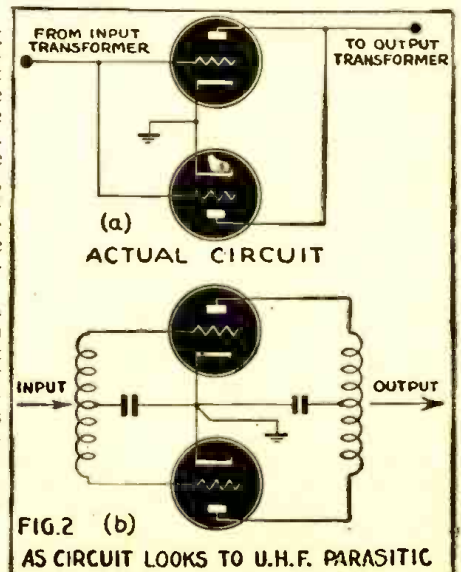 FROM INPUT
TRANSFORMER
TO OUTPUT
TRANSFORMER
(a)
ACTUAL CIRCUIT
INPUT
OUTPUT
FIG.2 (b)
AS CIRCUIT LOOKS TO U.H.F. PARASITIC